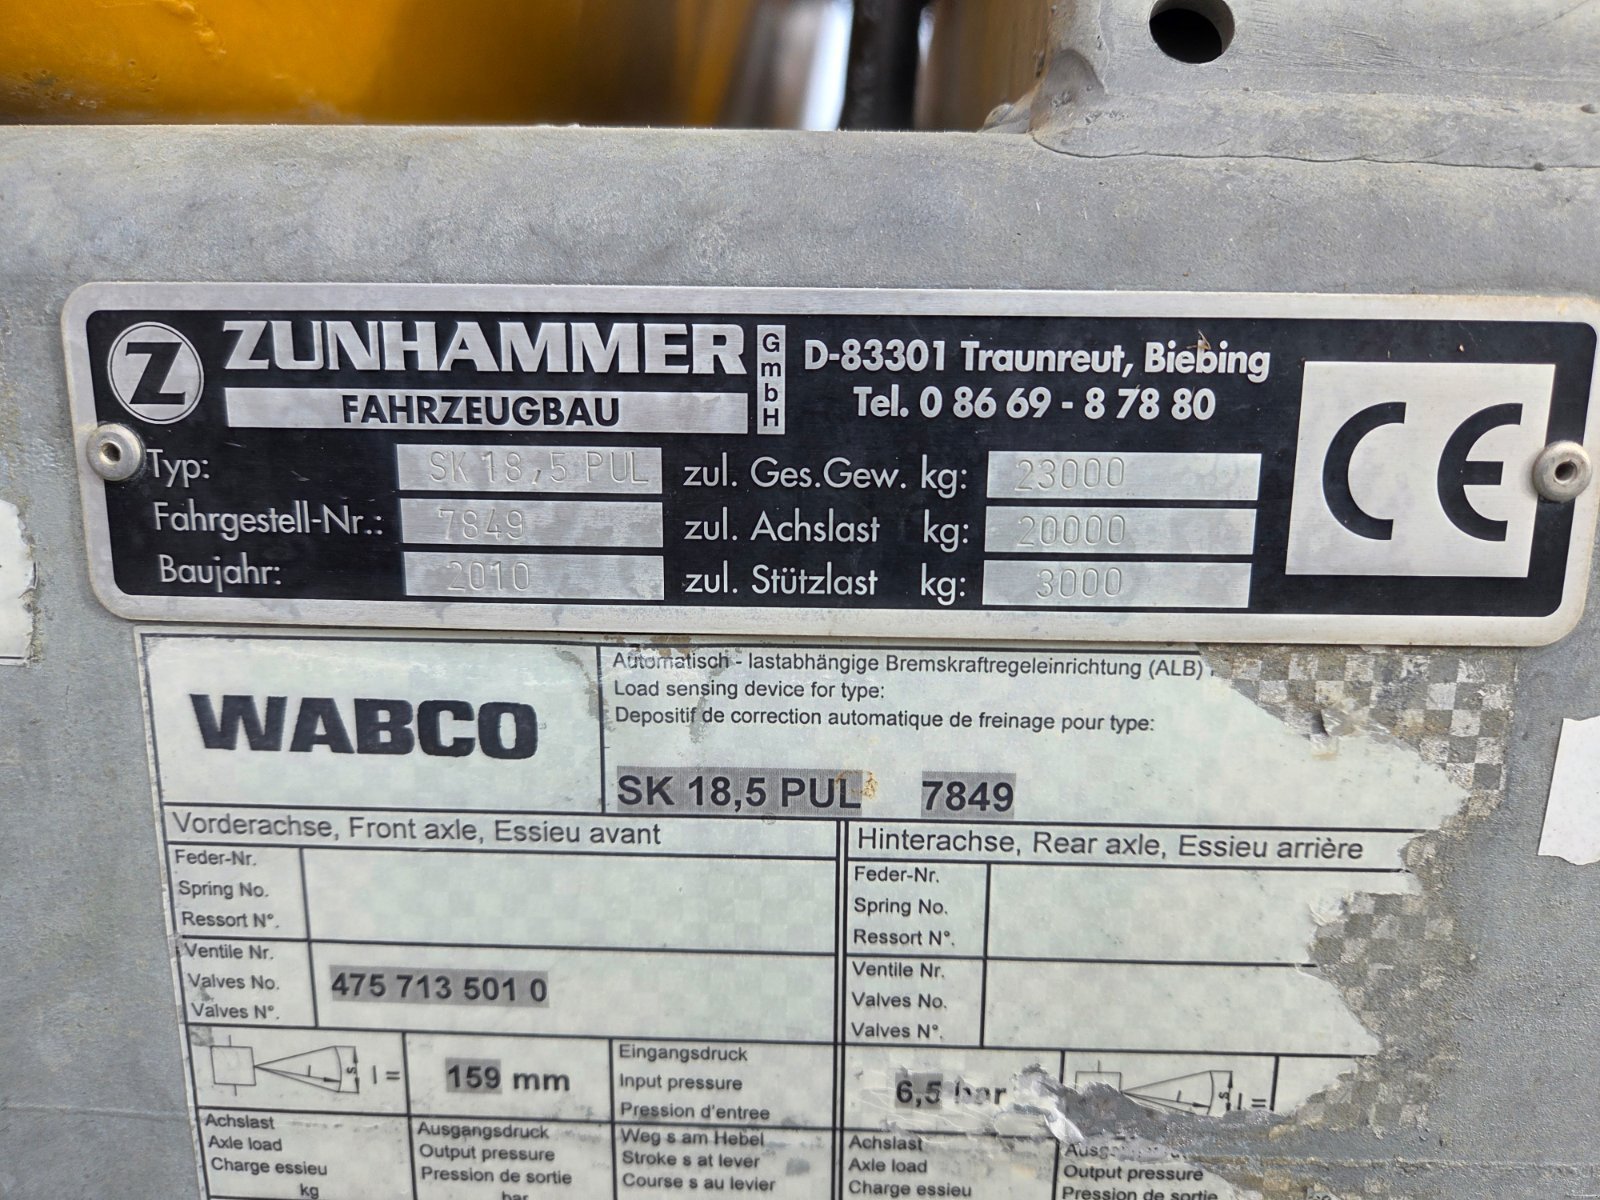 Z ZUNHAMMER GmbH
FAHRZEUGBAU
D-83301 Traunreut, Biebing
Tel. 0 86 69 - 8 78 80
CE
Typ: SK 18,5 PUL zul. Ges.Gew. kg: 23000
Fahrgestell-Nr.: 7849 zul. Achslast kg: 20000
Baujahr: 2010 zul. Stützlast kg: 3000
WABCO
Automatisch - lastabhängige Bremskraftregeleinrichtung (ALB)
Load sensing device for type:
Depositif de correction automatique de freinage pour type:
SK 18,5 PUL 7849
Vorderachse, Front axle, Essieu avant
Feder-Nr.
Spring No.
Ressort N°.
Ventile Nr.
Valves No.
Valves N°.
475 713 501 0
l = 159 mm
Eingangsdruck
Input pressure
Pression d'entree
6,5 bar
Achslast
Axle load
Charge essieu
kg
Ausgangsdruck
Output pressure
Pression de sortie
bar
Weg s am Hebel
Stroke s at lever
Course s au levier
Hinterachse, Rear axle, Essieu arrière
Feder-Nr.
Spring No.
Ressort N°.
Ventile Nr.
Valves No.
Valves N°.
l =
Achslast
Axle load
Charge essieu
Output pressure
Pression de sortie